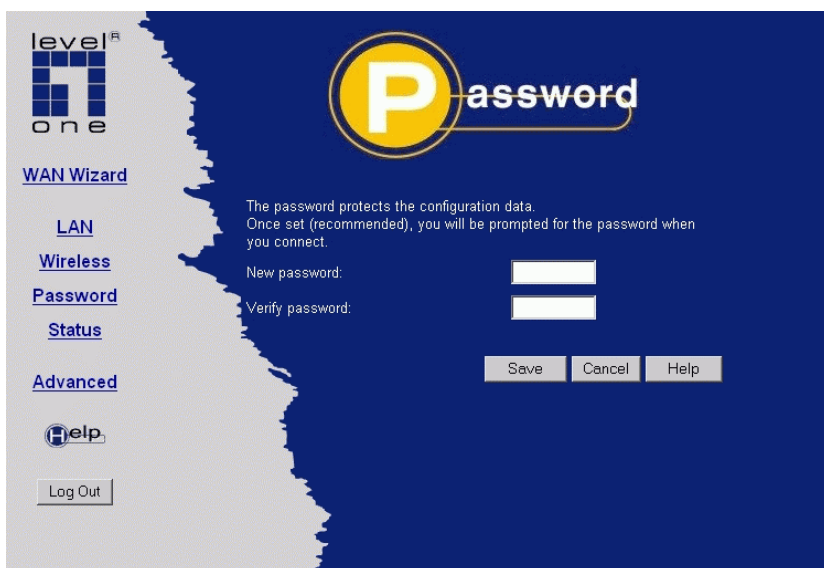 level®
one
WAN Wizard
LAN
Wireless
Password
Status
Advanced
Help
Log Out
Password
The password protects the configuration data.
Once set (recommended), you will be prompted for the password when
you connect.
New password:
Verify password:
Save Cancel Help